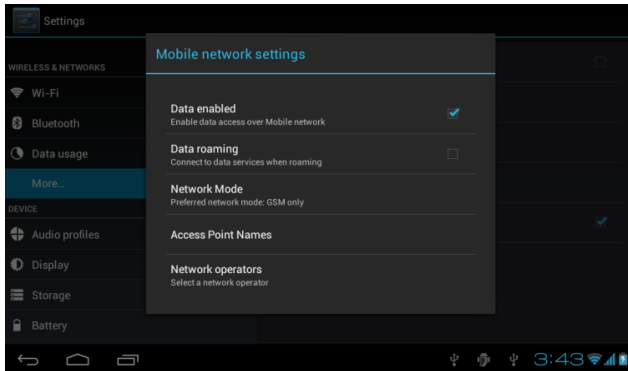 Settings
WIRELESS & NETWORKS
Wi-Fi
Bluetooth
Data usage
More...
DEVICE
Audio profiles
Display
Storage
Battery
Mobile network settings
Data enabled
Enable data access over Mobile network
Data roaming
Connect to data services when roaming
Network Mode
Preferred network mode: GSM only
Access Point Names
Network operators
Select a network operator
3:43